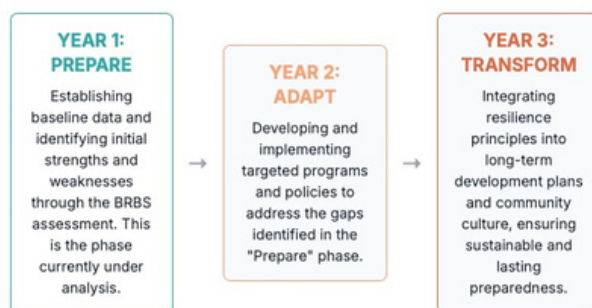 YEAR 1:
PREPARE
Establishing
baseline data and
identifying initial
strengths and
weaknesses
through the BRBS
assessment. This
is the phase
currently under
analysis.
→
YEAR 2:
ADAPT
Developing and
implementing
targeted programs
and policies to
address the gaps
identified in the
"Prepare" phase.
→
YEAR 3:
TRANSFORM
Integrating
resilience
principles into
long-term
development plans
and community
culture, ensuring
sustainable and
lasting
preparedness.